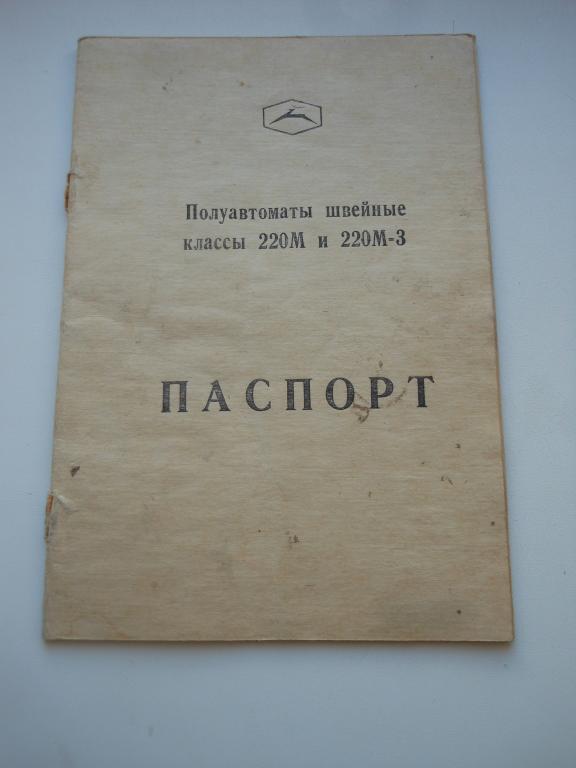 Полуавтоматы швейные
классы 220М и 220М-3
ПАСПОРТ